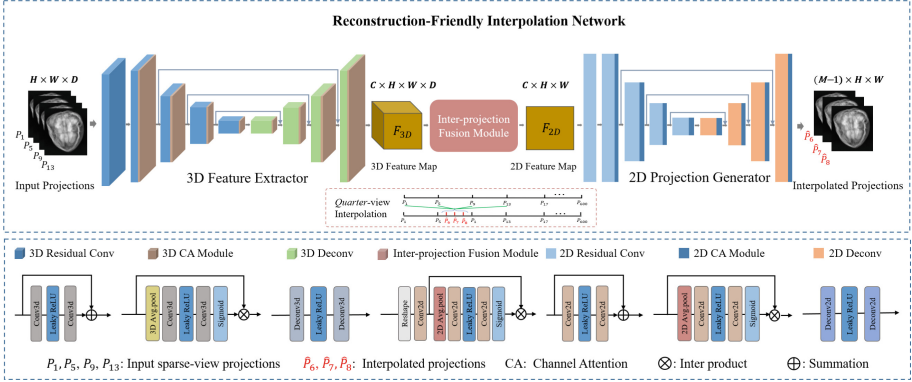 Reconstruction-Friendly Interpolation Network
H × W × D
P₁
P₅
P₉
P₁₃
Input Projections
3D Feature Extractor
C × H × W × D
F₃D
3D Feature Map
Inter-projection
Fusion Module
C × H × W
F₂D
2D Feature Map
2D Projection Generator
(M−1) × H × W
P̂₆
P̂₇
P̂₈
Interpolated Projections
Quarter-view
Interpolation
3D Residual Conv
3D CA Module
3D Deconv
Inter-projection Fusion Module
2D Residual Conv
2D CA Module
2D Deconv
Conv3d
Leaky ReLU
Conv3d
3D Avg.pool
Conv3d
Leaky ReLU
Conv3d
Sigmoid
Deconv3d
Leaky ReLU
Deconv3d
Reshape
Conv2d
2D Avg.pool
Conv2d
Leaky ReLU
Conv2d
Sigmoid
Conv2d
Leaky ReLU
Conv2d
2D Avg.pool
Conv2d
Leaky ReLU
Conv2d
Sigmoid
Deconv2d
Leaky ReLU
Deconv2d
P₁, P₅, P₉, P₁₃: Input sparse-view projections
P̂₆, P̂₇, P̂₈: Interpolated projections
CA: Channel Attention
⊗: Inter product
⊕: Summation